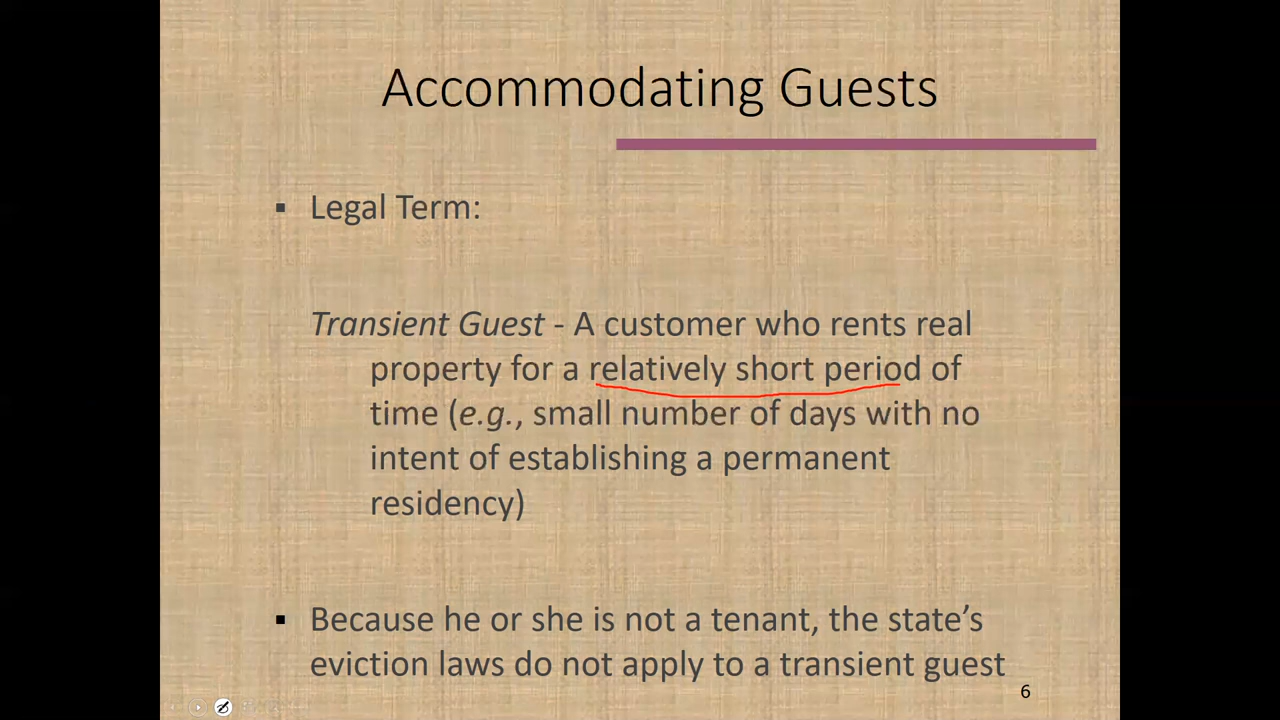 Accommodating Guests
▪ Legal Term:
Transient Guest - A customer who rents real
property for a relatively short period of
time (e.g., small number of days with no
intent of establishing a permanent
residency)
▪ Because he or she is not a tenant, the state’s
eviction laws do not apply to a transient guest
6